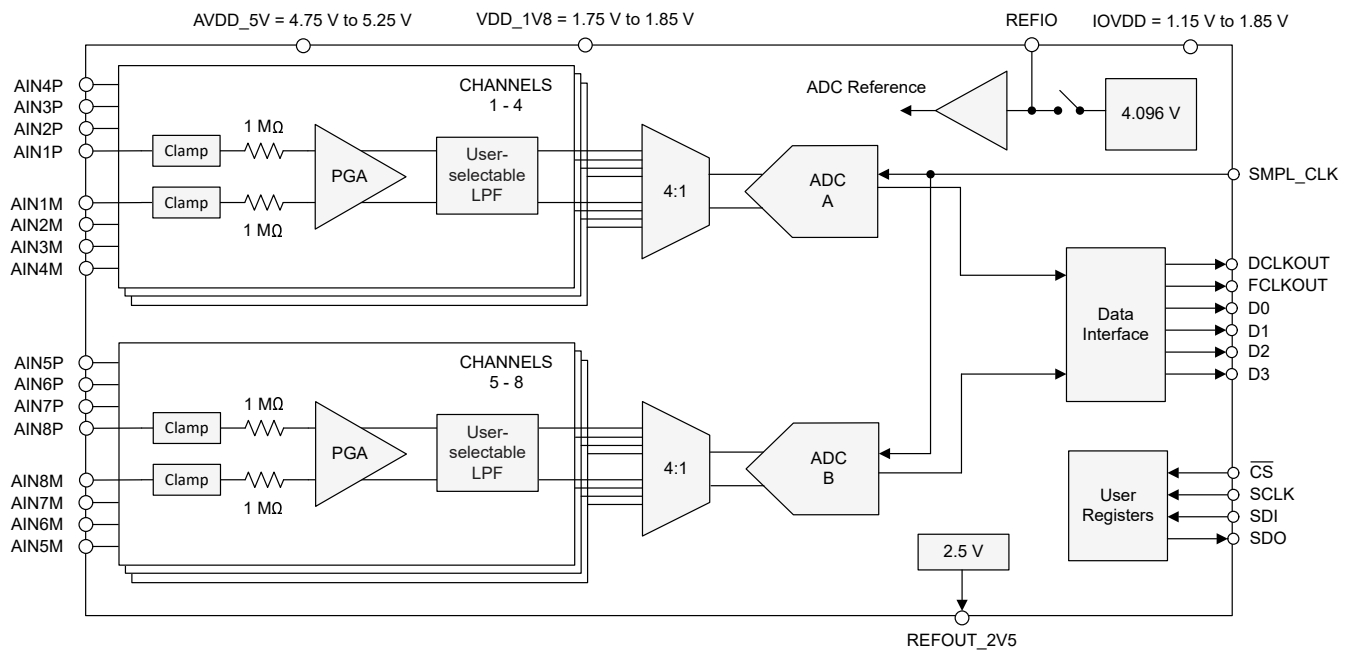 AVDD_5V = 4.75 V to 5.25 V
VDD_1V8 = 1.75 V to 1.85 V
REFIO
IOVDD = 1.15 V to 1.85 V
AIN4P
AIN3P
AIN2P
AIN1P
AIN1M
AIN2M
AIN3M
AIN4M
CHANNELS
1 - 4
1 MΩ
Clamp
Clamp
1 MΩ
PGA
User-
selectable
LPF
4:1
ADC
A
ADC Reference
4.096 V
SMPL_CLK
Data
Interface
DCLKOUT
FCLKOUT
D0
D1
D2
D3
AIN5P
AIN6P
AIN7P
AIN8P
AIN8M
AIN7M
AIN6M
AIN5M
CHANNELS
5 - 8
1 MΩ
Clamp
Clamp
1 MΩ
PGA
User-
selectable
LPF
4:1
ADC
B
User
Registers
C̅S̅
SCLK
SDI
SDO
2.5 V
REFOUT_2V5